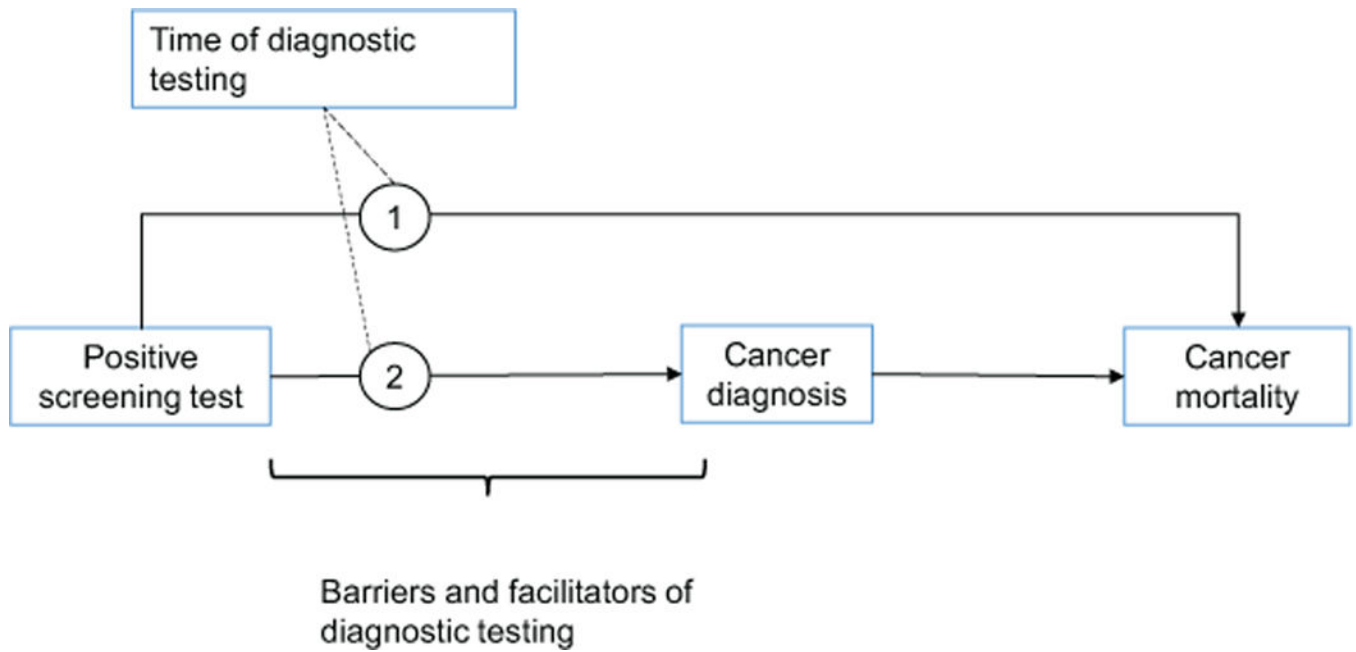 Time of diagnostic
testing
1
Positive
screening test
2
Cancer
diagnosis
Cancer
mortality
Barriers and facilitators of
diagnostic testing